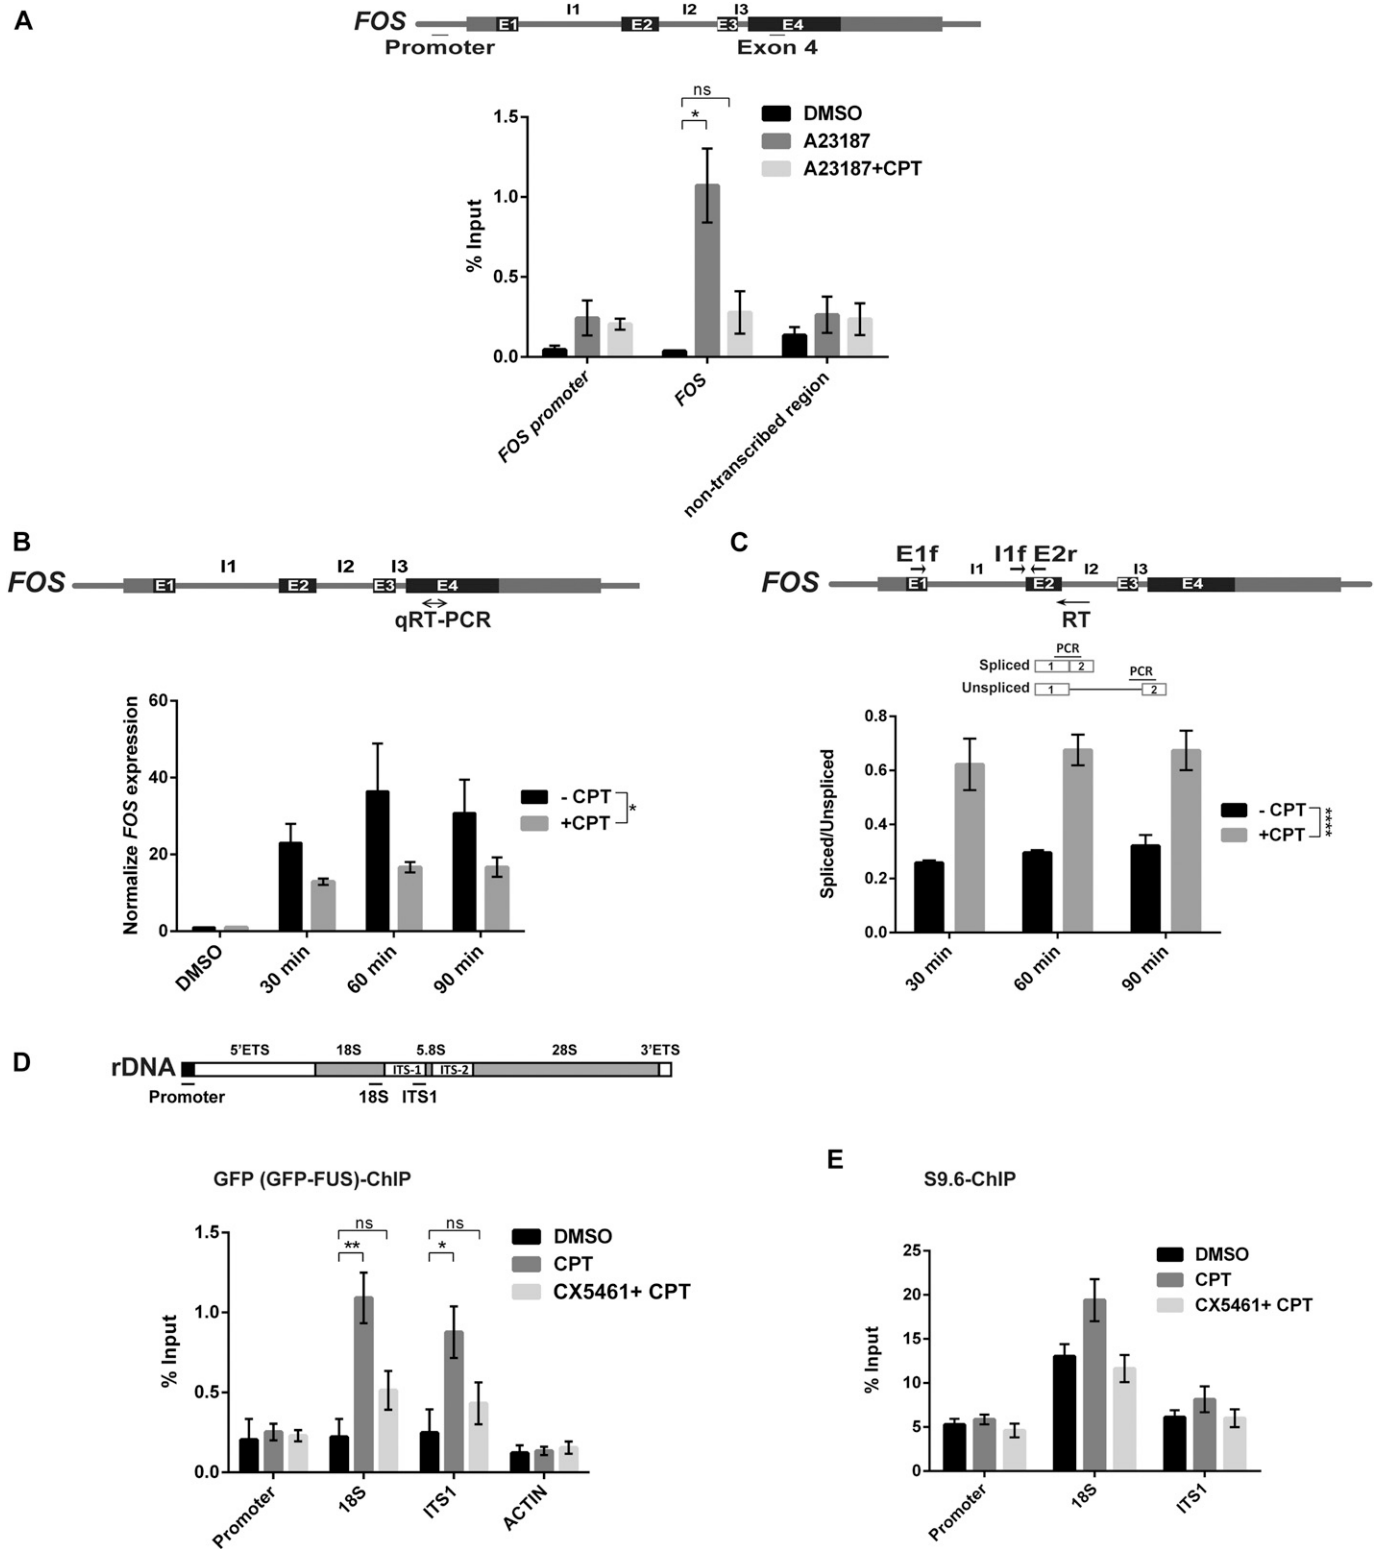 A
FOS
I1 I2 I3
E1 E2 E3 E4
Promoter Exon 4
ns
*
DMSO
A23187
A23187+CPT
% Input
1.5
1.0
0.5
0.0
FOS promoter
FOS
non-transcribed region
B
FOS
I1 I2 I3
E1 E2 E3 E4
qRT-PCR
Normalize FOS expression
60
40
20
0
- CPT
+CPT
*
DMSO
30 min
60 min
90 min
C
E1f I1f E2r
FOS
I1 I2 I3
E1 E2 E3 E4
RT
PCR
Spliced 1 2
PCR
Unspliced 1 2
Spliced/Unspliced
0.8
0.6
0.4
0.2
0.0
- CPT
+CPT
****
30 min
60 min
90 min
D
5'ETS 18S 5.8S 28S 3'ETS
rDNA
ITS-1 ITS-2
Promoter 18S ITS1
GFP (GFP-FUS)-ChIP
ns ns
** *
DMSO
CPT
CX5461+ CPT
% Input
1.5
1.0
0.5
0.0
Promoter
18S
ITS1
ACTIN
E
S9.6-ChIP
DMSO
CPT
CX5461+ CPT
% Input
25
20
15
10
5
0
Promoter
18S
ITS1